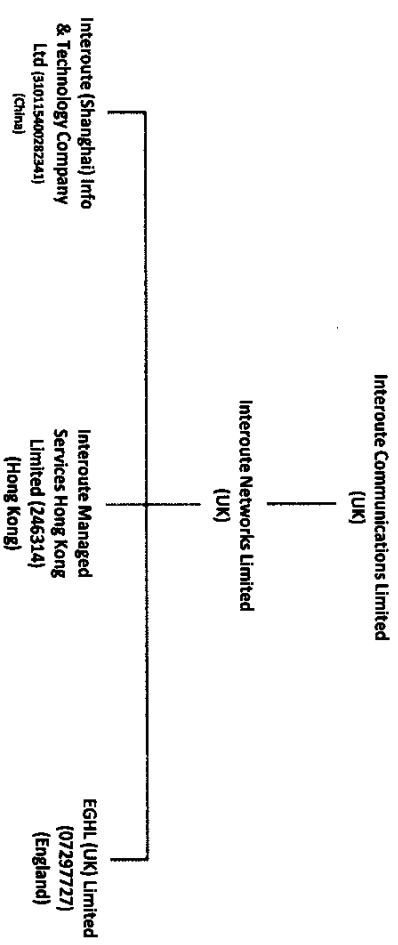 Interoute Communications Limited
(UK)
Interoute Networks Limited
(UK)
Interoute (Shanghai) Info
& Technology Company
Ltd (310115400282341)
(China)
Interoute Managed
Services Hong Kong
Limited (246314)
(Hong Kong)
EGHL (UK) Limited
(07297727)
(England)